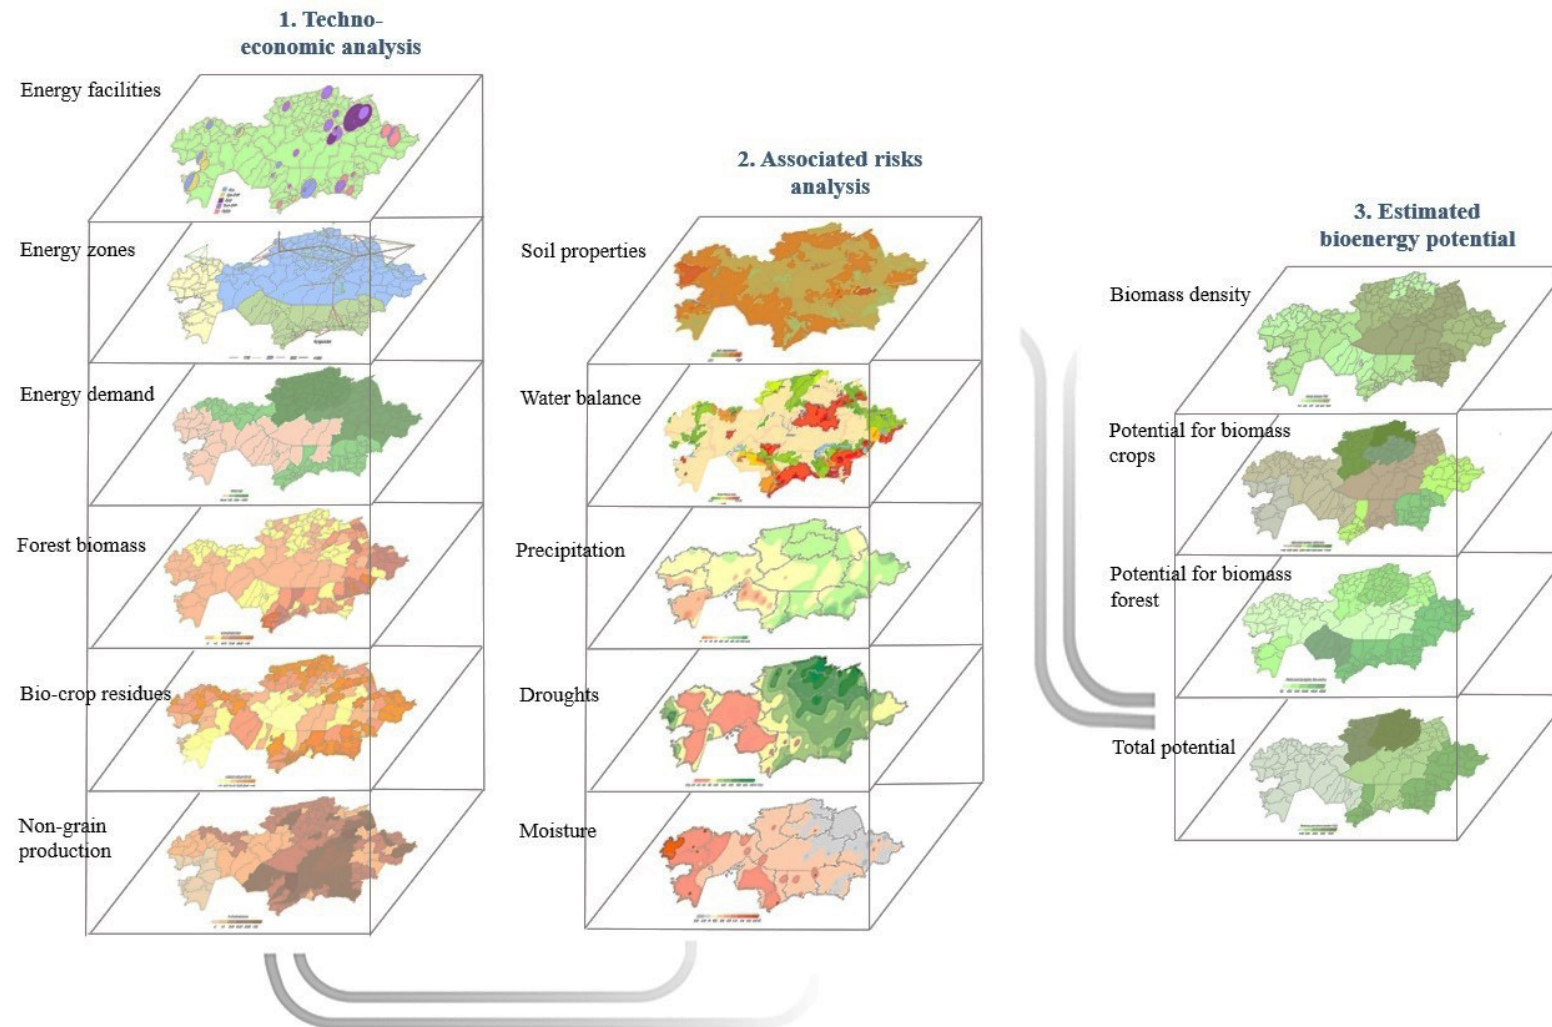 1. Techno-
economic analysis
Energy facilities
Energy zones
Energy demand
Forest biomass
Bio-crop residues
Non-grain
production
2. Associated risks
analysis
Soil properties
Water balance
Precipitation
Droughts
Moisture
3. Estimated
bioenergy potential
Biomass density
Potential for biomass
crops
Potential for biomass
forest
Total potential